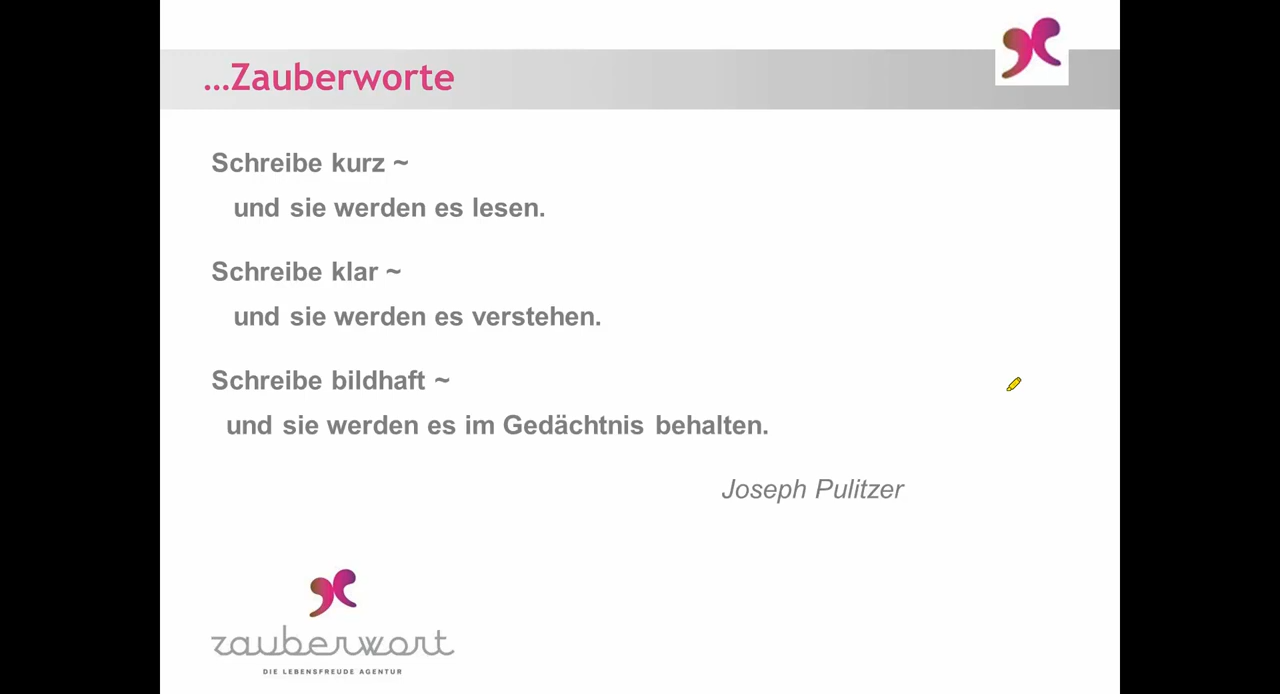 ...Zauberworte
Schreibe kurz ~
und sie werden es lesen.
Schreibe klar ~
und sie werden es verstehen.
Schreibe bildhaft ~
und sie werden es im Gedächtnis behalten.
Joseph Pulitzer
zauberwort
DIE LEBENSFREUDE AGENTUR